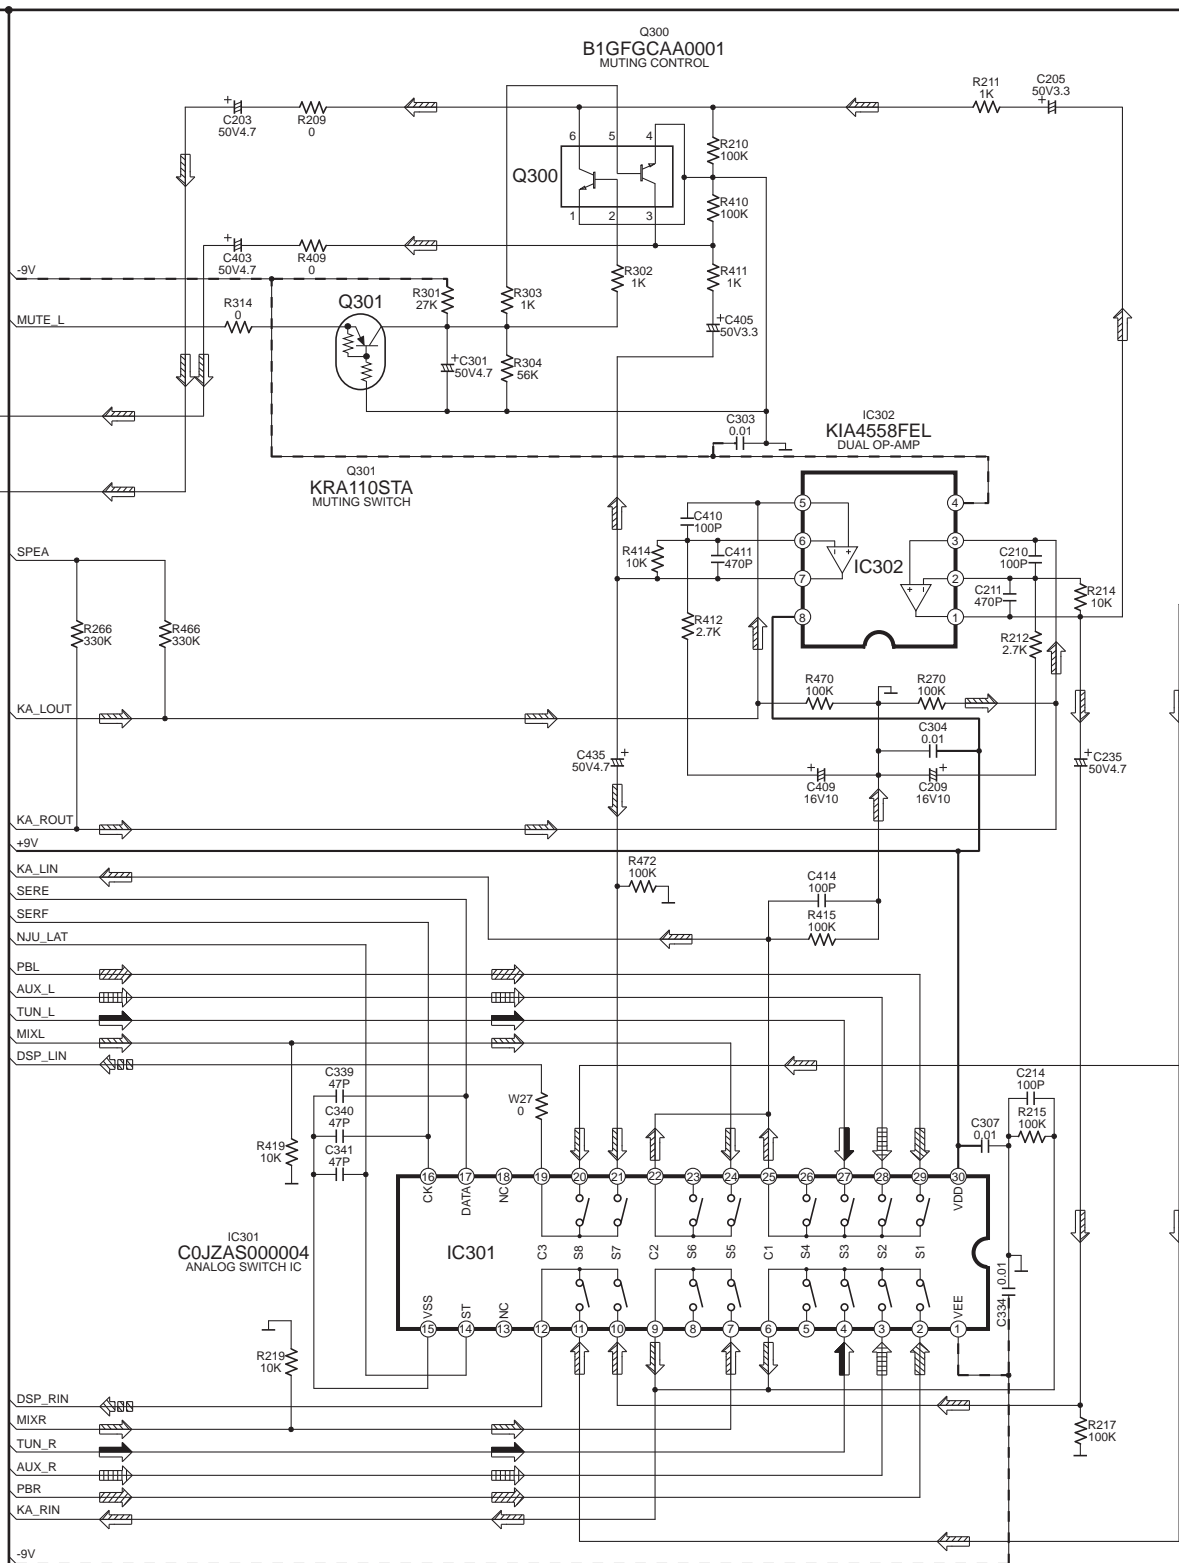 Q300
B1GFGCAA0001
MUTING CONTROL
R211
1K
C205
50V3.3
+
+
C203
50V4.7
R209
0
6
5
4
R210
100K
Q300
R410
100K
1
2
3
+
C403
50V4.7
R409
0
-9V
R302
1K
R411
1K
R314
0
Q301
R301
27K
R303
1K
MUTE_L
+C405
50V3.3
+C301
50V4.7
R304
56K
C303
0.01
IC302
KIA4558FEL
DUAL OP-AMP
Q301
KRA110STA
MUTING SWITCH
5
4
C410
100P
6
3
C210
100P
R414
10K
C411
470P
IC302
- +
+ -
7
2
C211
470P
R214
10K
SPEA
8
1
R266
330K
R466
330K
R412
2.7K
R212
2.7K
R470
100K
R270
100K
KA_LOUT
C304
0.01
C435
50V4.7
+
+
C409
16V10
+
C209
16V10
+C235
50V4.7
KA_ROUT
+9V
KA_LIN
R472
100K
C414
100P
SERE
SERF
R415
100K
NJU_LAT
PBL
AUX_L
TUN_L
MIXL
DSP_LIN
C339
47P
W27
0
C214
100P
C340
47P
R215
100K
C307
0.01
R419
10K
C341
47P
16
17
18
19
20
21
22
23
24
25
26
27
28
29
30
CK
DATA
NC
VDD
IC301
C0JZAS000004
ANALOG SWITCH IC
IC301
C3
S8
S7
C2
S6
S5
C1
S4
S3
S2
S1
C334
0.01
VSS
ST
NC
VEE
15
14
13
12
11
10
9
8
7
6
5
4
3
2
1
R219
10K
DSP_RIN
MIXR
R217
100K
TUN_R
AUX_R
PBR
KA_RIN
-9V